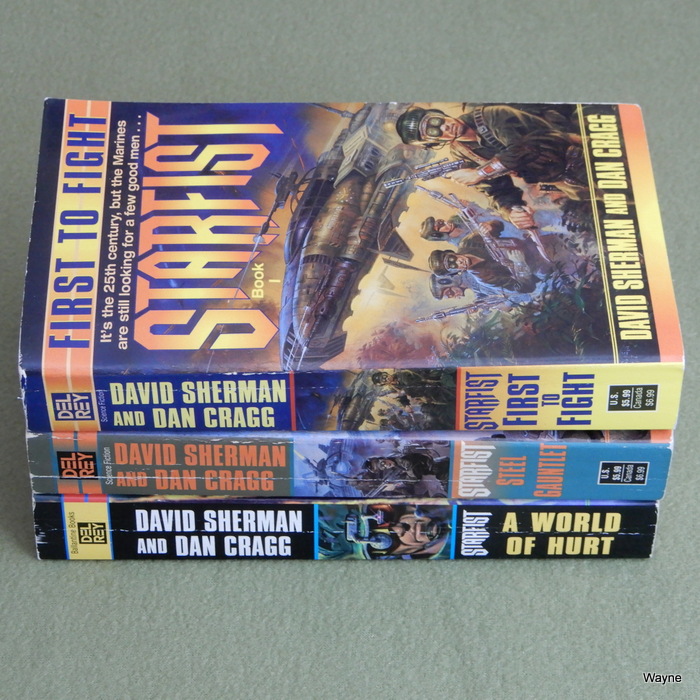 FIRST TO FIGHT
It's the 25th century, but the Marines
are still looking for a few good men . . .
STARFIST
Book
I
DAVID SHERMAN AND DAN CRAGG
DEL
REY
Science Fiction
DAVID SHERMAN
AND DAN CRAGG
STARFIST
FIRST
TO
FIGHT
U.S.
$5.99
Canada
$6.99
DEL
REY
Science Fiction
DAVID SHERMAN
AND DAN CRAGG
STARFIST
STEEL
GAUNTLET
U.S.
$5.99
Canada
$6.99
Ballantine Books
DEL
REY
DAVID SHERMAN
AND DAN CRAGG
STARFIST
A WORLD
OF HURT
Wayne